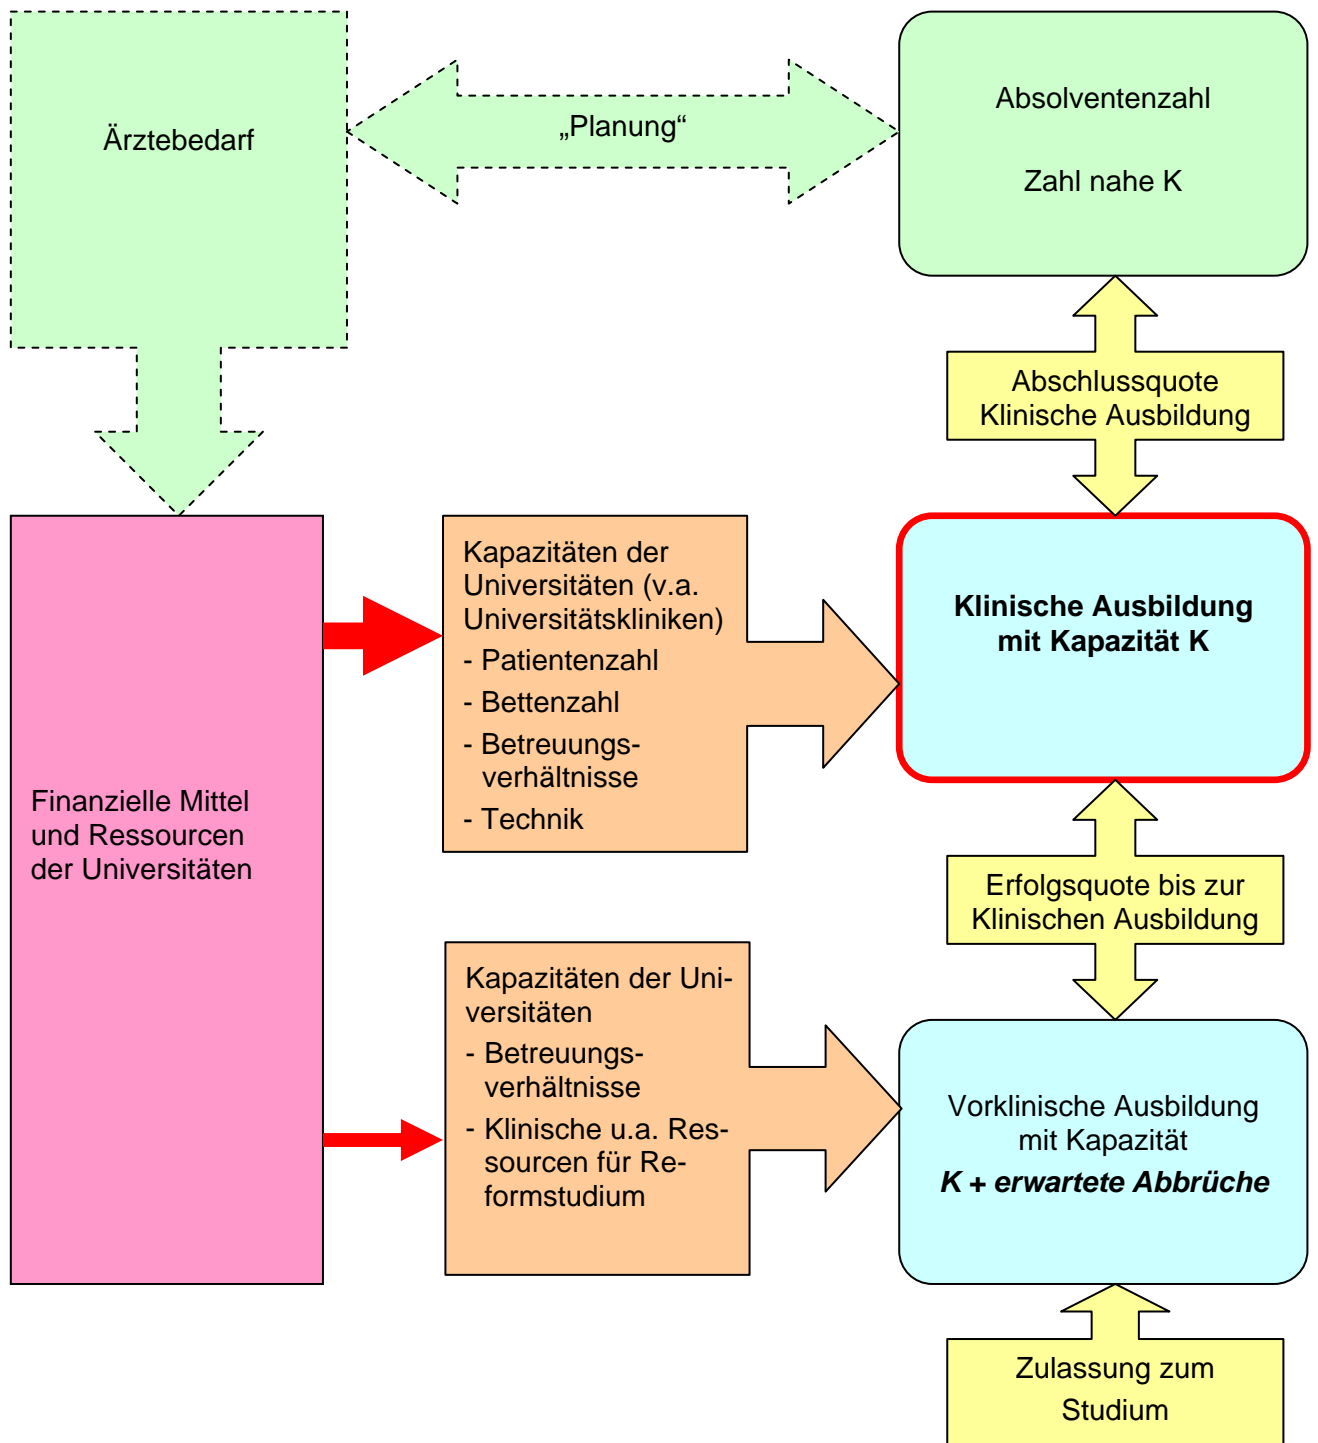 Ärztebedarf
„Planung“
Absolventenzahl
Zahl nahe K
Abschlussquote
Klinische Ausbildung
Finanzielle Mittel
und Ressourcen
der Universitäten
Kapazitäten der
Universitäten (v.a.
Universitätskliniken)
- Patientenzahl
- Bettenzahl
- Betreuungs-
verhältnisse
- Technik
Klinische Ausbildung
mit Kapazität K
Erfolgsquote bis zur
Klinischen Ausbildung
Kapazitäten der Uni-
versitäten
- Betreuungs-
verhältnisse
- Klinische u.a. Res-
sourcen für Re-
formstudium
Vorklinische Ausbildung
mit Kapazität
K + erwartete Abbrüche
Zulassung zum
Studium